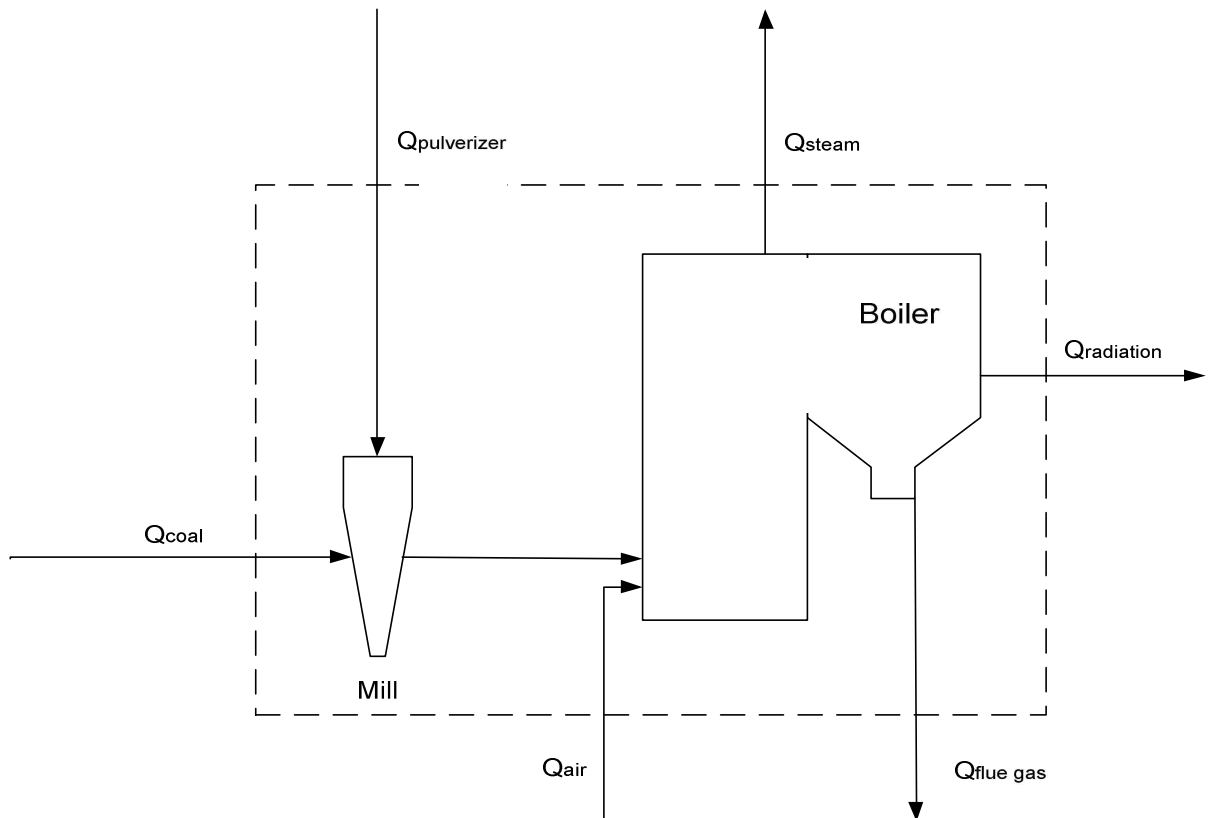 Qpulverizer
Qsteam
Boiler
Qradiation
Qcoal
Mill
Qair
Qflue gas